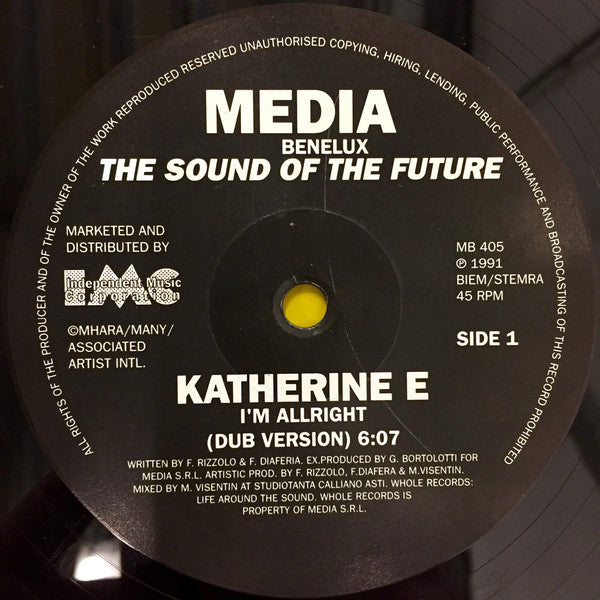 ALL RIGHTS OF THE PRODUCER AND OF THE OWNER OF THE WORK REPRODUCED RESERVED UNAUTHORISED COPYING, HIRING, LENDING, PUBLIC PERFORMANCE AND BROADCASTING OF THIS RECORD PROHIBITED
MEDIA
BENELUX
THE SOUND OF THE FUTURE
MARKETED AND
DISTRIBUTED BY
IMC
Independent Music
Corporation
©MHARA/MANY/
ASSOCIATED
ARTIST INTL.
MB 405
℗ 1991
BIEM/STEMRA
45 RPM
SIDE 1
KATHERINE E
I'M ALLRIGHT
(DUB VERSION) 6:07
WRITTEN BY F. RIZZOLO & F. DIAFERIA. EX.PRODUCED BY G. BORTOLOTTI FOR
MEDIA S.R.L. ARTISTIC PROD. BY F. RIZZOLO, F.DIAFERA & M.VISENTIN.
MIXED BY M. VISENTIN AT STUDIOTANTA CALLIANO ASTI. WHOLE RECORDS:
LIFE AROUND THE SOUND. WHOLE RECORDS IS
PROPERTY OF MEDIA S.R.L.